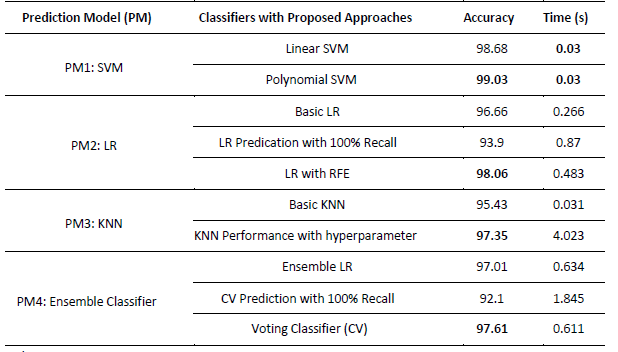 Prediction Model (PM) Classifiers with Proposed Approaches Accuracy Time (s)
PM1: SVM
Linear SVM 98.68 0.03
Polynomial SVM 99.03 0.03
PM2: LR
Basic LR 96.66 0.266
LR Predication with 100% Recall 93.9 0.87
LR with RFE 98.06 0.483
PM3: KNN
Basic KNN 95.43 0.031
KNN Performance with hyperparameter 97.35 4.023
PM4: Ensemble Classifier
Ensemble LR 97.01 0.634
CV Prediction with 100% Recall 92.1 1.845
Voting Classifier (CV) 97.61 0.611